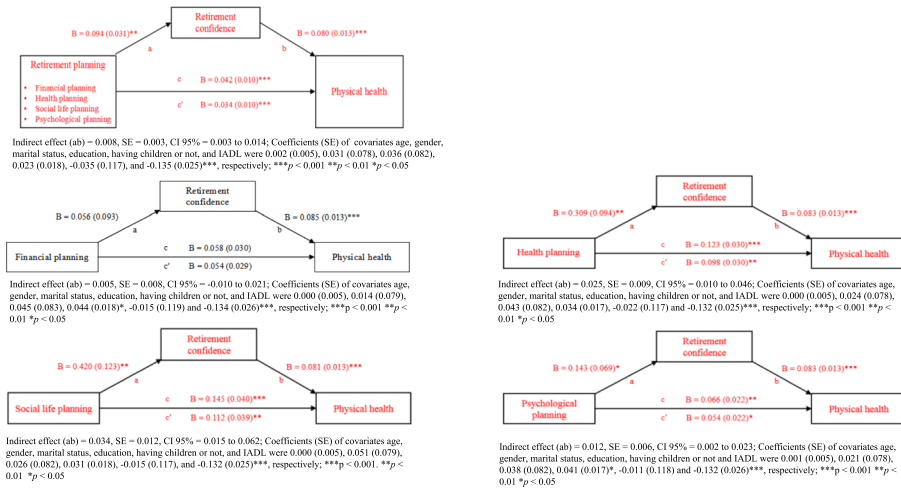 Retirement
confidence
B = 0.094 (0.031)**
B = 0.080 (0.013)***
a
b
Retirement planning
• Financial planning
• Health planning
• Social life planning
• Psychological planning
c B = 0.042 (0.010)***
c' B = 0.034 (0.010)***
Physical health
Indirect effect (ab) = 0.008, SE = 0.003, CI 95% = 0.003 to 0.014; Coefficients (SE) of covariates age, gender,
marital status, education, having children or not, and IADL were 0.002 (0.005), 0.031 (0.078), 0.036 (0.082),
0.023 (0.018), -0.035 (0.117), and -0.135 (0.025)***, respectively; ***p < 0.001 **p < 0.01 *p < 0.05
Retirement
confidence
B = 0.056 (0.093)
B = 0.085 (0.013)***
a
b
Financial planning
c B = 0.058 (0.030)
c' B = 0.054 (0.029)
Physical health
Indirect effect (ab) = 0.005, SE = 0.008, CI 95% = -0.010 to 0.021; Coefficients (SE) of covariates age,
gender, marital status, education, having children or not, and IADL were 0.000 (0.005), 0.014 (0.079),
0.045 (0.083), 0.044 (0.018)*, -0.015 (0.119) and -0.134 (0.026)***, respectively; ***p < 0.001 **p <
0.01 *p < 0.05
Retirement
confidence
B = 0.420 (0.123)**
B = 0.081 (0.013)***
a
b
Social life planning
c B = 0.145 (0.040)***
c' B = 0.112 (0.039)**
Physical health
Indirect effect (ab) = 0.034, SE = 0.012, CI 95% = 0.015 to 0.062; Coefficients (SE) of covariates age,
gender, marital status, education, having children or not, and IADL were 0.000 (0.005), 0.051 (0.079),
0.026 (0.082), 0.031 (0.018), -0.015 (0.117), and -0.132 (0.025)***, respectively; ***p < 0.001. **p <
0.01 *p < 0.05
Retirement
confidence
B = 0.309 (0.094)**
B = 0.083 (0.013)***
a
b
Health planning
c B = 0.123 (0.030)***
c' B = 0.098 (0.030)**
Physical health
Indirect effect (ab) = 0.025, SE = 0.009, CI 95% = 0.010 to 0.046; Coefficients (SE) of covariates age,
gender, marital status, education, having children or not, and IADL were 0.000 (0.005), 0.024 (0.078),
0.043 (0.082), 0.034 (0.017), -0.022 (0.117) and -0.132 (0.025)***, respectively; ***p < 0.001 **p <
0.01 *p < 0.05
Retirement
confidence
B = 0.143 (0.069)*
B = 0.083 (0.013)***
a
b
Psychological
planning
c B = 0.066 (0.022)**
c' B = 0.054 (0.022)*
Physical health
Indirect effect (ab) = 0.012, SE = 0.006, CI 95% = 0.002 to 0.023; Coefficients (SE) of covariates age,
gender, marital status, education, having children or not and IADL were 0.001 (0.005), 0.021 (0.078),
0.038 (0.082), 0.041 (0.017)*, -0.011 (0.118) and -0.132 (0.026)***, respectively; ***p < 0.001 **p <
0.01 *p < 0.05